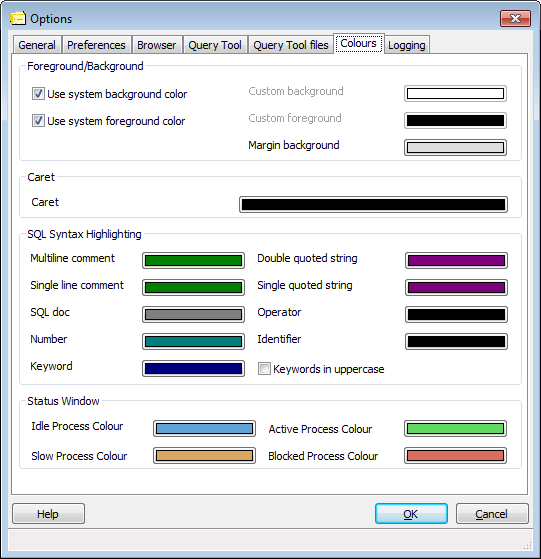 Options
General Preferences Browser Query Tool Query Tool files Colours Logging
Foreground/Background
Use system background color Custom background
Use system foreground color Custom foreground
Margin background
Caret
Caret
SQL Syntax Highlighting
Multiline comment Double quoted string
Single line comment Single quoted string
SQL doc Operator
Number Identifier
Keyword Keywords in uppercase
Status Window
Idle Process Colour Active Process Colour
Slow Process Colour Blocked Process Colour
Help OK Cancel